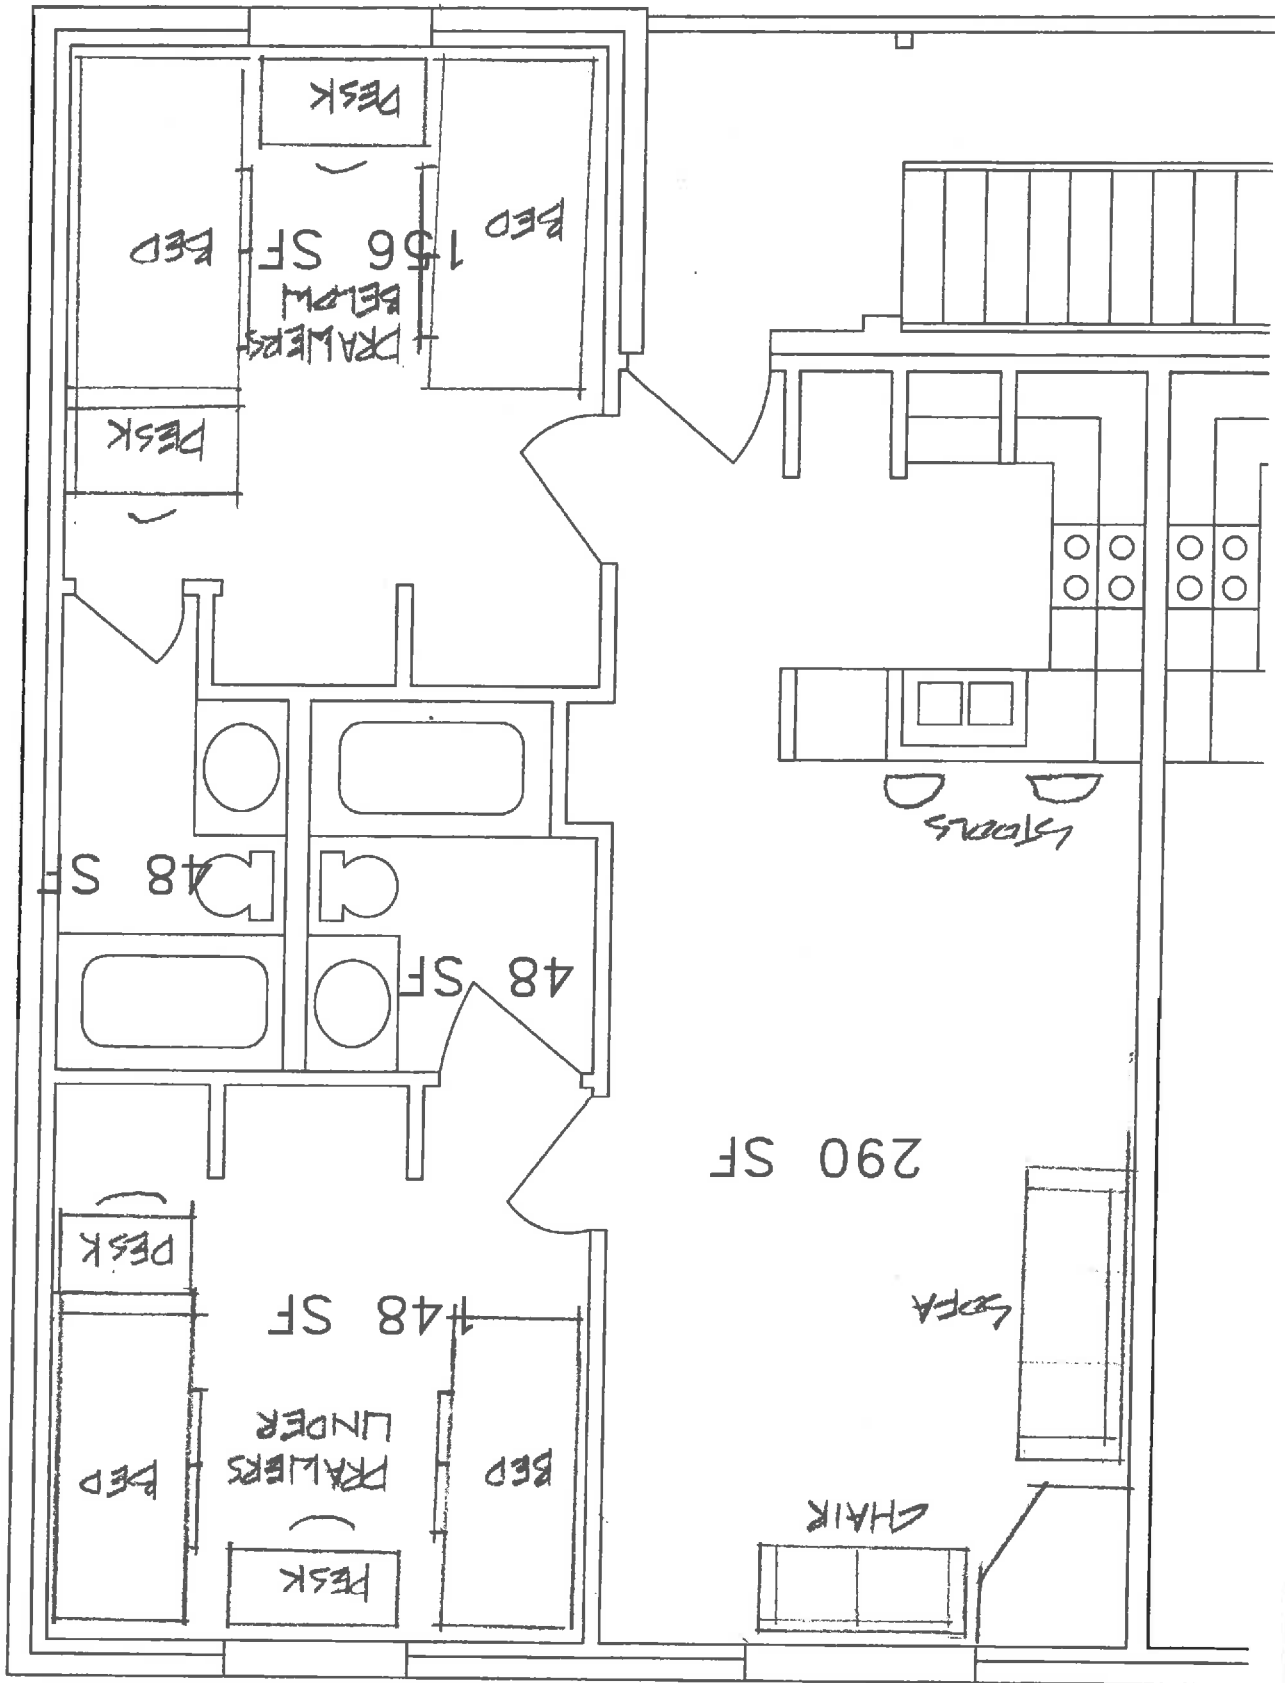 DESK
CHAIR
BED
DRAWERS
UNDER
BED
SOFA
148 SF
DESK
290 SF
48 SF
48 SF
STOOLS
DESK
DRAWERS
BELOW
156 SF
BED
BED
DESK